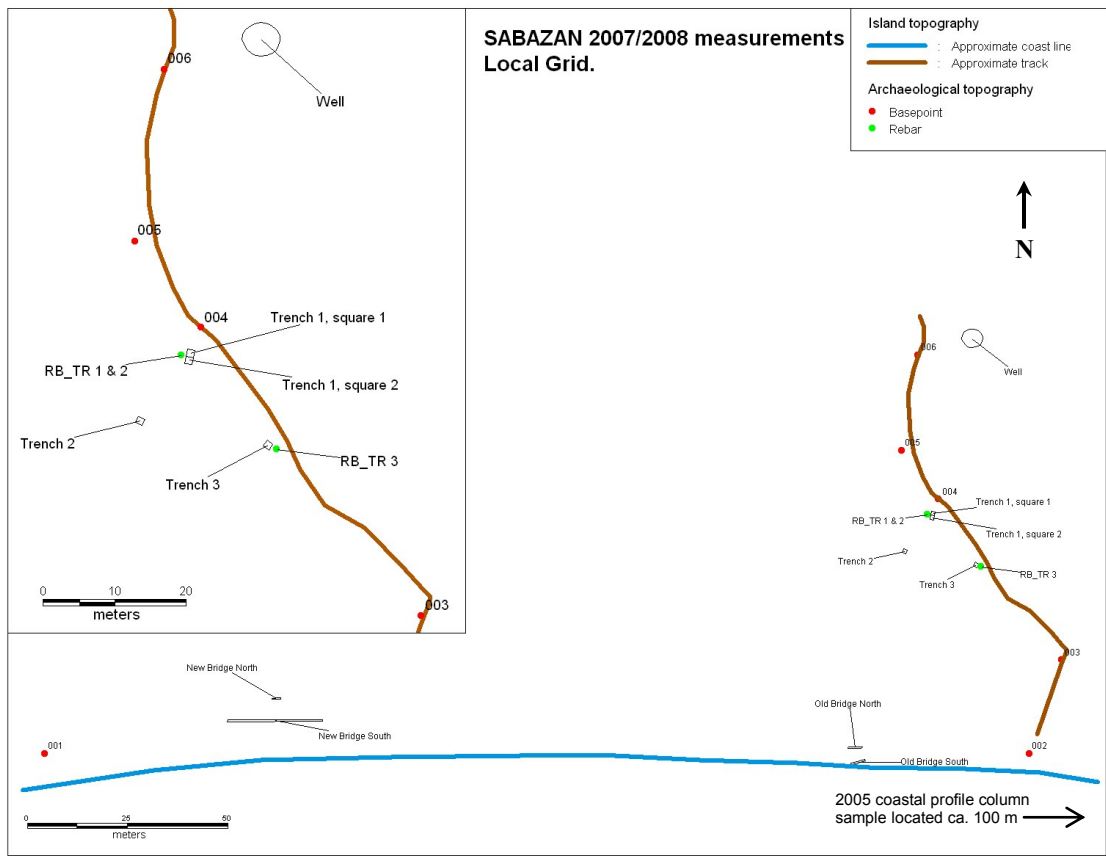 SABAZAN 2007/2008 measurements
Local Grid.
Island topography
: Approximate coast line
: Approximate track
Archaeological topography
Basepoint
Rebar
N
006
Well
005
004
Trench 1, square 1
RB_TR 1 & 2
Trench 1, square 2
Trench 2
RB_TR 3
Trench 3
003
0 10 20
meters
006
Well
005
004
Trench 1, square 1
RB_TR 1 & 2
Trench 1, square 2
Trench 2
Trench 3
RB_TR 3
003
New Bridge North
New Bridge South
Old Bridge North
Old Bridge South
001
002
0 25 50
meters
2005 coastal profile column
sample located ca. 100 m